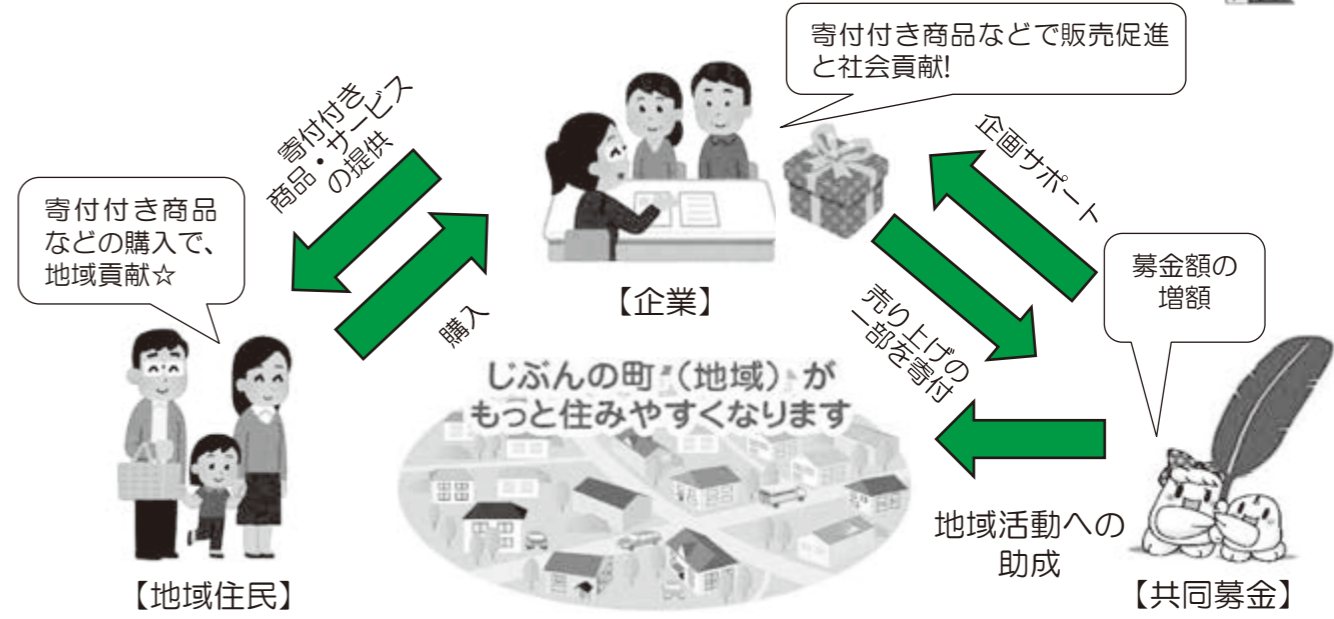 寄付付き商品などで販売促進
と社会貢献!
寄付付き
商品・サービス
の提供
企画サポート
寄付付き商品
などの購入で、
地域貢献☆
購入
【企業】
売り上げの
一部を寄付
募金額の
増額
じぶんの町（地域）が
もっと住みやすくなります
地域活動への
助成
【地域住民】
【共同募金】